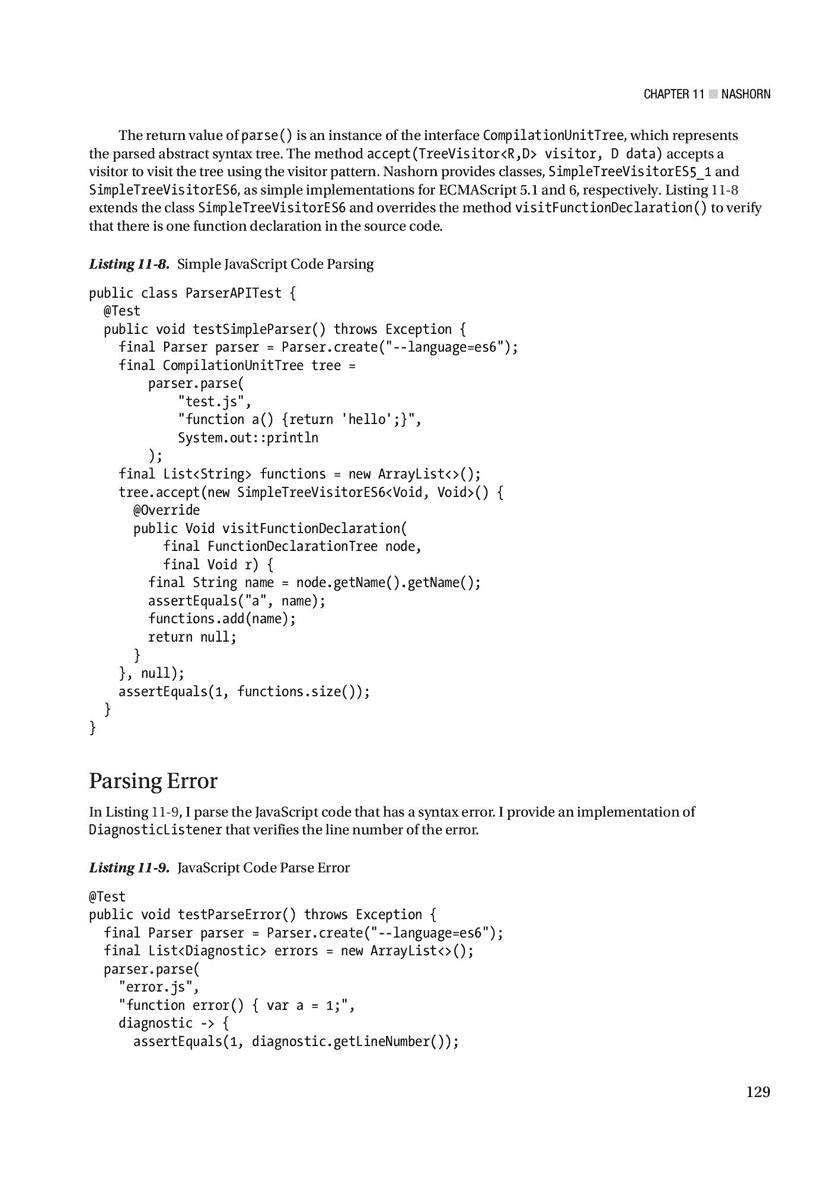 CHAPTER 11 ▒ NASHORN
The return value of parse() is an instance of the interface CompilationUnitTree, which represents
the parsed abstract syntax tree. The method accept(TreeVisitor<R,D> visitor, D data) accepts a
visitor to visit the tree using the visitor pattern. Nashorn provides classes, SimpleTreeVisitorES5_1 and
SimpleTreeVisitorES6, as simple implementations for ECMAScript 5.1 and 6, respectively. Listing 11-8
extends the class SimpleTreeVisitorES6 and overrides the method visitFunctionDeclaration() to verify
that there is one function declaration in the source code.
Listing 11-8. Simple JavaScript Code Parsing
public class ParserAPITest {
  @Test
  public void testSimpleParser() throws Exception {
    final Parser parser = Parser.create("--language=es6");
    final CompilationUnitTree tree =
        parser.parse(
            "test.js",
            "function a() {return 'hello';}",
            System.out::println
        );
    final List<String> functions = new ArrayList<>();
    tree.accept(new SimpleTreeVisitorES6<Void, Void>() {
      @Override
      public Void visitFunctionDeclaration(
          final FunctionDeclarationTree node,
          final Void r) {
        final String name = node.getName().getName();
        assertEquals("a", name);
        functions.add(name);
        return null;
      }
    }, null);
    assertEquals(1, functions.size());
  }
}
Parsing Error
In Listing 11-9, I parse the JavaScript code that has a syntax error. I provide an implementation of
DiagnosticListener that verifies the line number of the error.
Listing 11-9. JavaScript Code Parse Error
@Test
public void testParseError() throws Exception {
  final Parser parser = Parser.create("--language=es6");
  final List<Diagnostic> errors = new ArrayList<>();
  parser.parse(
    "error.js",
    "function error() { var a = 1;",
    diagnostic -> {
      assertEquals(1, diagnostic.getLineNumber());
129